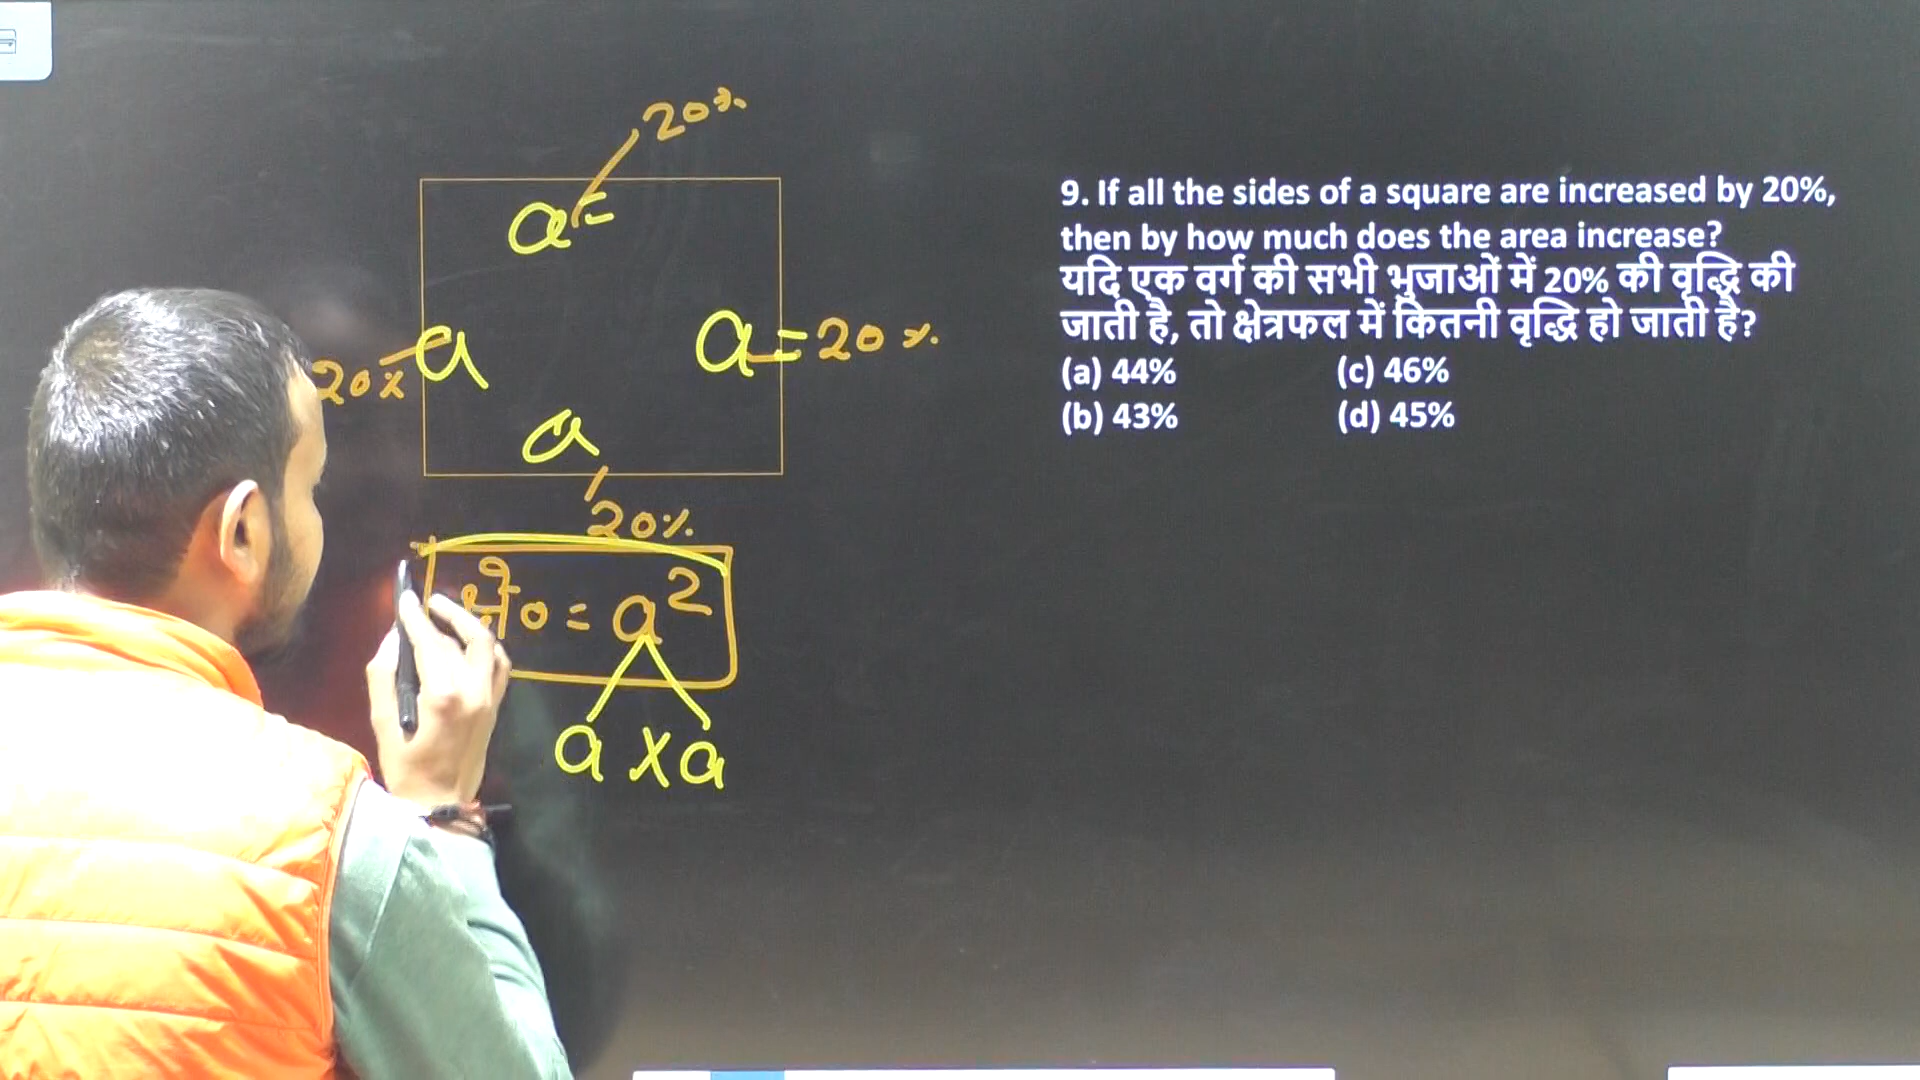 20%
a =
a = 20%
20% a
a
20%
क्षे० = a²
a x a
9. If all the sides of a square are increased by 20%,
then by how much does the area increase?
यदि एक वर्ग की सभी भुजाओं में 20% की वृद्धि की
जाती है, तो क्षेत्रफल में कितनी वृद्धि हो जाती है?
(a) 44% (c) 46%
(b) 43% (d) 45%